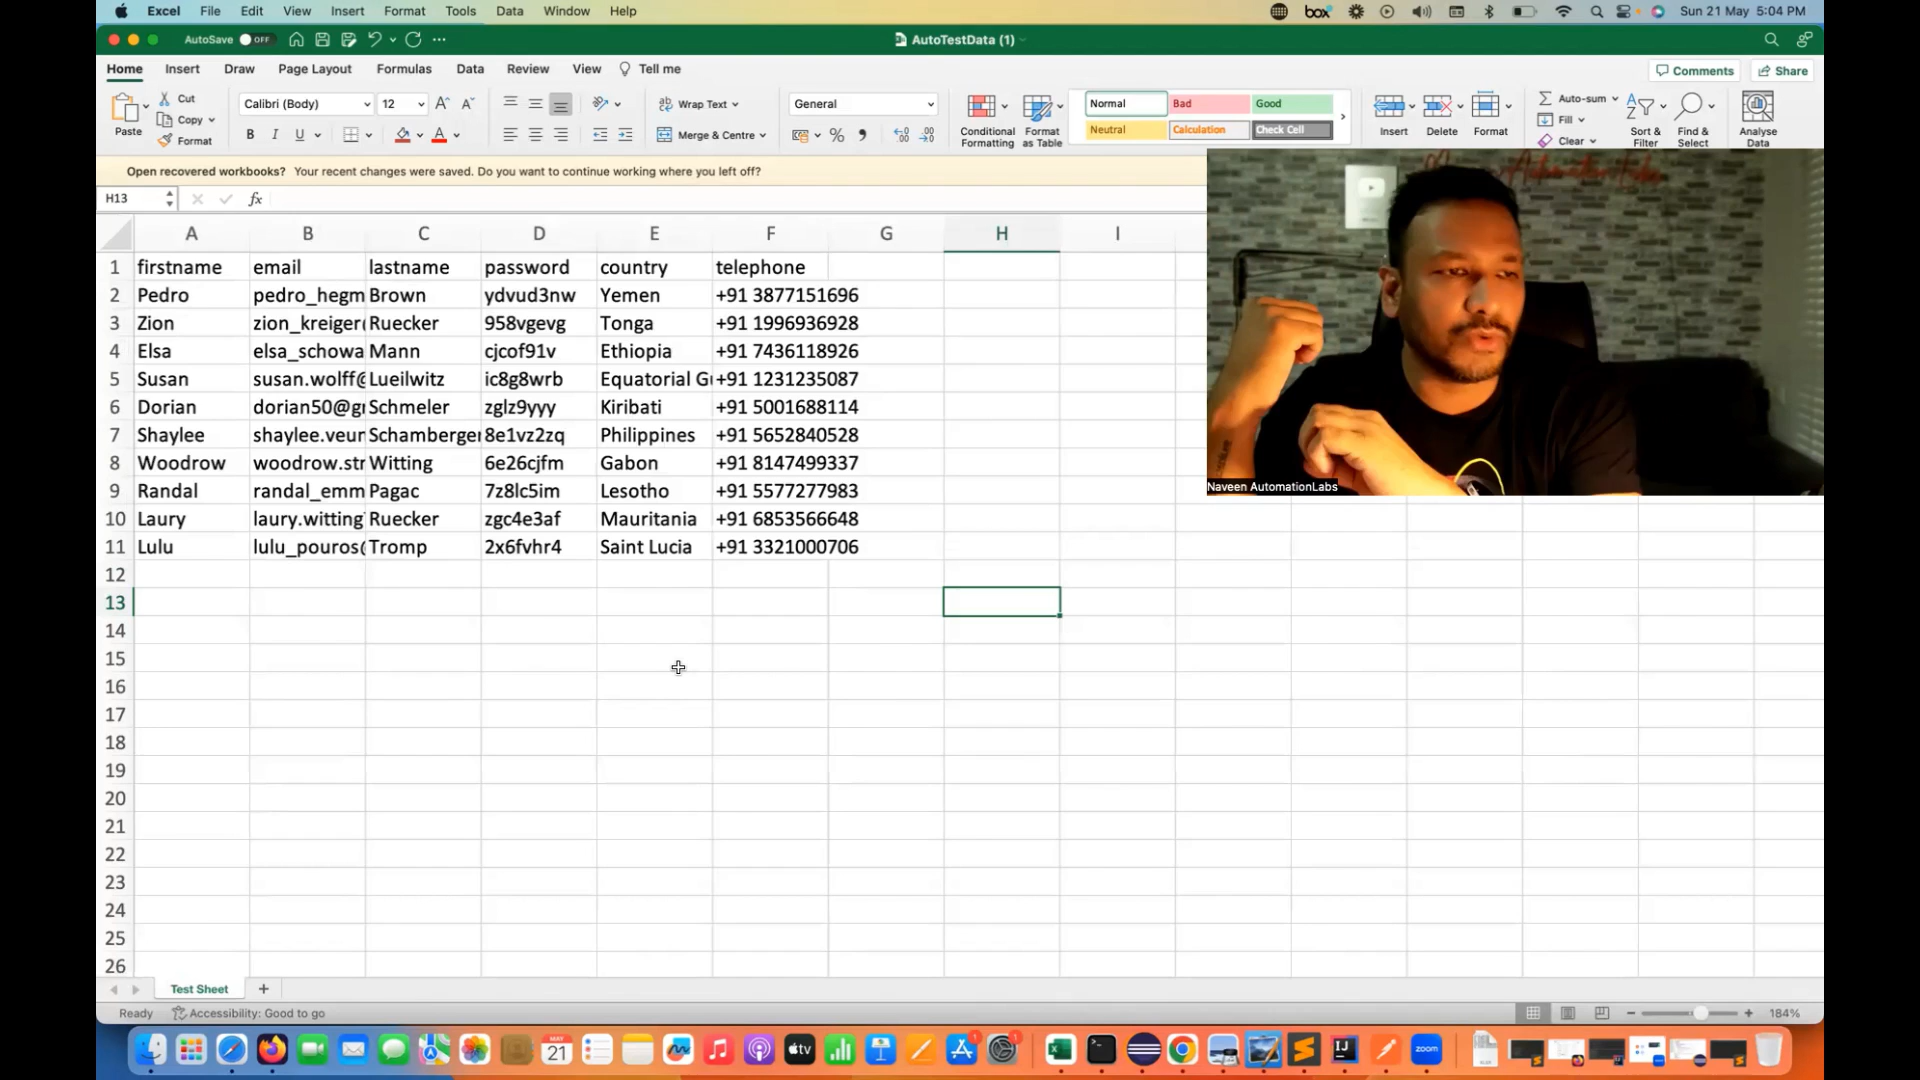 Excel File Edit View Insert Format Tools Data Window Help box Sun 21 May 5:04 PM
AutoSave OFF AutoTestData (1)
Home Insert Draw Page Layout Formulas Data Review View Tell me Comments Share
Paste Cut Copy Format Calibri (Body) 12 Wrap Text Merge & Centre General Conditional Formatting Format as Table Normal Bad Good Neutral Calculation Check Cell Insert Delete Format Auto-sum Fill Clear Sort & Filter Find & Select Analyse Data
Open recovered workbooks? Your recent changes were saved. Do you want to continue working where you left off?
H13 fx
A B C D E F G H I
1 firstname email lastname password country telephone
2 Pedro pedro_hegm Brown ydvud3nw Yemen +91 3877151696
3 Zion zion_kreiger Ruecker 958vgevg Tonga +91 1996936928
4 Elsa elsa_schowa Mann cjcof91v Ethiopia +91 7436118926
5 Susan susan.wolff@ Lueilwitz ic8g8wrb Equatorial G +91 1231235087
6 Dorian dorian50@g Schmeler zglz9yyy Kiribati +91 5001688114
7 Shaylee shaylee.veur Schamberger 8e1vz2zq Philippines +91 5652840528
8 Woodrow woodrow.str Witting 6e26cjfm Gabon +91 8147499337
9 Randal randal_emm Pagac 7z8lc5im Lesotho +91 5577277983
10 Laury laury.witting Ruecker zgc4e3af Mauritania +91 6853566648
11 Lulu lulu_pouros@ Tromp 2x6fvhr4 Saint Lucia +91 3321000706
12
13
14
15
16
17
18
19
20
21
22
23
24
25
26
Naveen AutomationLabs
Test Sheet
Ready Accessibility: Good to go 184%
MAY 21 tv zoom